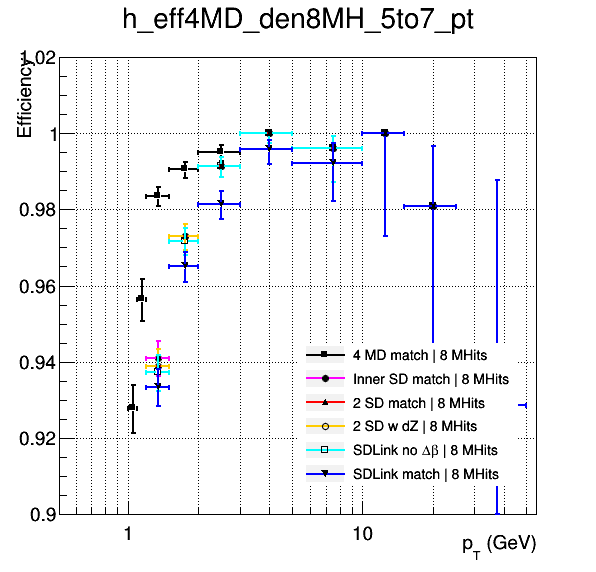 h_eff4MD_den8MH_5to7_pt
Efficiency
1.02
1
0.98
0.96
0.94
0.92
0.9
4 MD match | 8 MHits
Inner SD match | 8 MHits
2 SD match | 8 MHits
2 SD w dZ | 8 MHits
SDLink no Δβ | 8 MHits
SDLink match | 8 MHits
1
10
p_T (GeV)